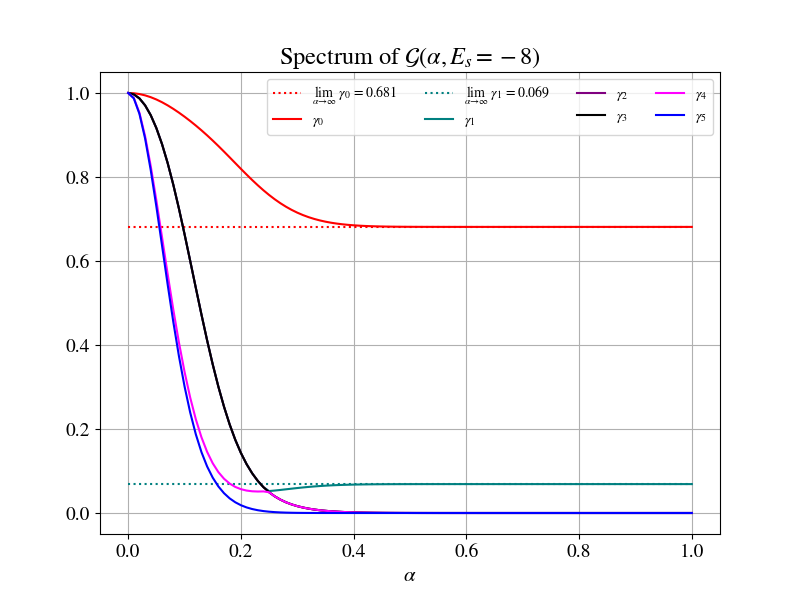 Spectrum of 𝒢(α, E_s = −8)
lim_{α→∞} γ₀ = 0.681
γ₀
lim_{α→∞} γ₁ = 0.069
γ₁
γ₂
γ₃
γ₄
γ₅
1.0
0.8
0.6
0.4
0.2
0.0
0.0 0.2 0.4 0.6 0.8 1.0
α